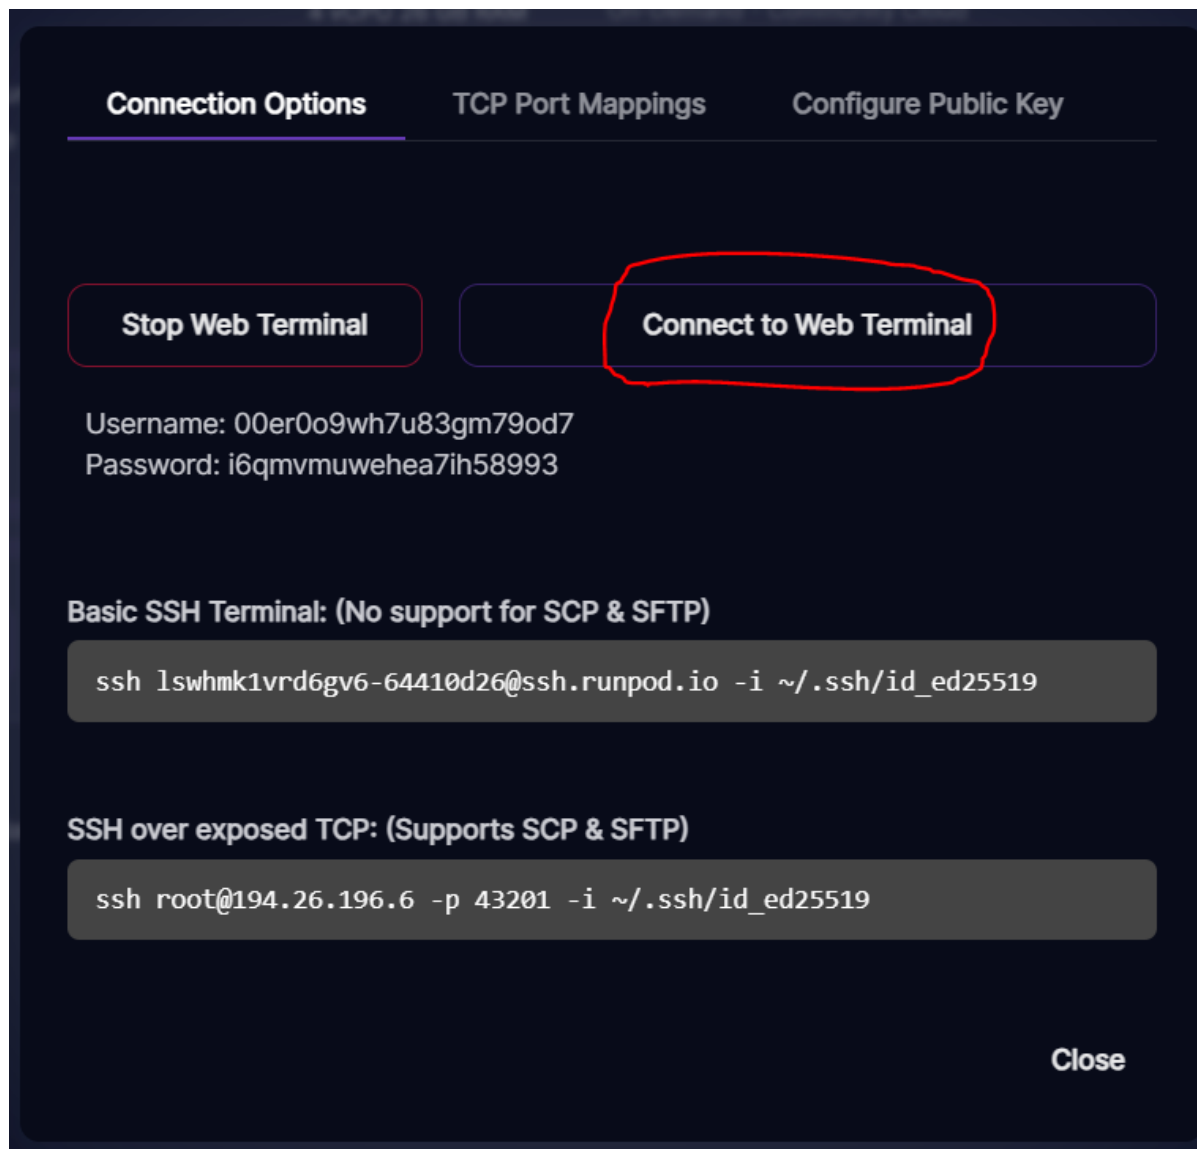 Connection Options TCP Port Mappings Configure Public Key
Stop Web Terminal Connect to Web Terminal
Username: 00er0o9wh7u83gm79od7
Password: i6qmvmuwehea7ih58993
Basic SSH Terminal: (No support for SCP & SFTP)
ssh lswhmk1vrd6gv6-64410d26@ssh.runpod.io -i ~/.ssh/id_ed25519
SSH over exposed TCP: (Supports SCP & SFTP)
ssh root@194.26.196.6 -p 43201 -i ~/.ssh/id_ed25519
Close